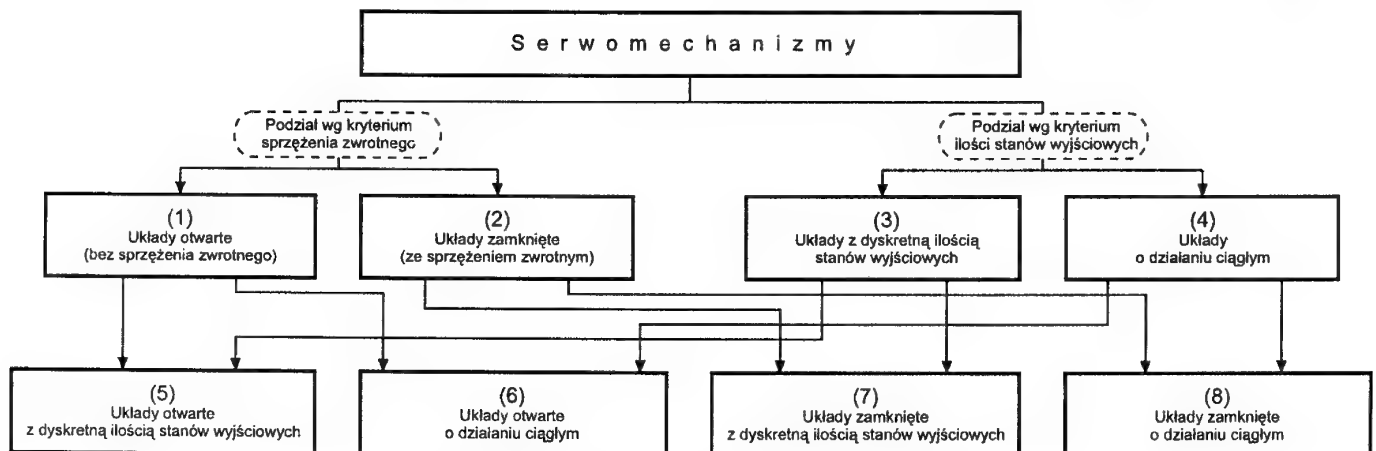 Serwomechanizmy
Podział wg kryterium
sprzężenia zwrotnego
Podział wg kryterium
ilości stanów wyjściowych
(1)
Układy otwarte
(bez sprzężenia zwrotnego)
(2)
Układy zamknięte
(ze sprzężeniem zwrotnym)
(3)
Układy z dyskretną ilością
stanów wyjściowych
(4)
Układy
o działaniu ciągłym
(5)
Układy otwarte
z dyskretną ilością stanów wyjściowych
(6)
Układy otwarte
o działaniu ciągłym
(7)
Układy zamknięte
z dyskretną ilością stanów wyjściowych
(8)
Układy zamknięte
o działaniu ciągłym